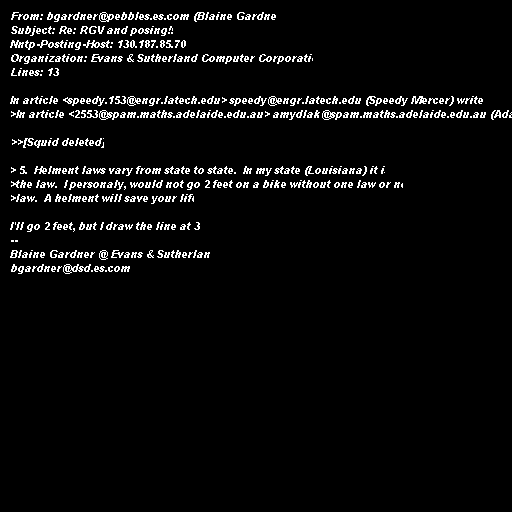 From: bgardner@pebbles.es.com (Blaine Gardne
Subject: Re: RGV and posing!!
Nntp-Posting-Host: 130.187.85.70
Organization: Evans & Sutherland Computer Corporati
Lines: 13

In article <speedy.153@engr.latech.edu> speedy@engr.latech.edu (Speedy Mercer) write
>In article <2553@spam.maths.adelaide.edu.au> amydlak@spam.maths.adelaide.edu.au (Ada

>>[Squid deleted]

> 5.  Helment laws vary from state to state.  In my state (Louisiana) it i
>the law.  I personaly, would not go 2 feet on a bike without one law or no
>law.  A helment will save your life

I'll go 2 feet, but I draw the line at 3
--
Blaine Gardner @ Evans & Sutherlan
bgardner@dsd.es.com